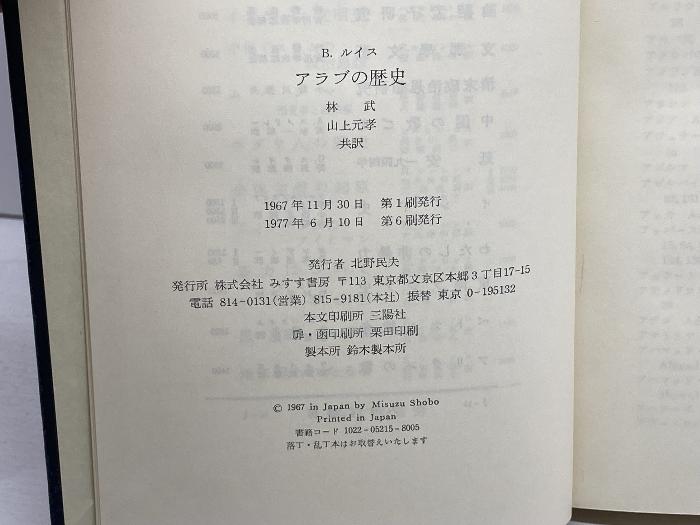 B. ルイス
アラブの歴史
林 武
山上元孝
共訳
1967年11月30日 第1刷発行
1977年 6月10日 第6刷発行
発行者 北野民夫
発行所 株式会社 みすず書房 〒113 東京都文京区本郷3丁目17-15
電話 814-0131(営業) 815-9181(本社) 振替 東京 0-195132
本文印刷所 三陽社
扉・函印刷所 栗田印刷
製本所 鈴木製本所
© 1967 in Japan by Misuzu Shobo
Printed in Japan
書籍コード 1022-05215-8005
落丁・乱丁本はお取替えいたします